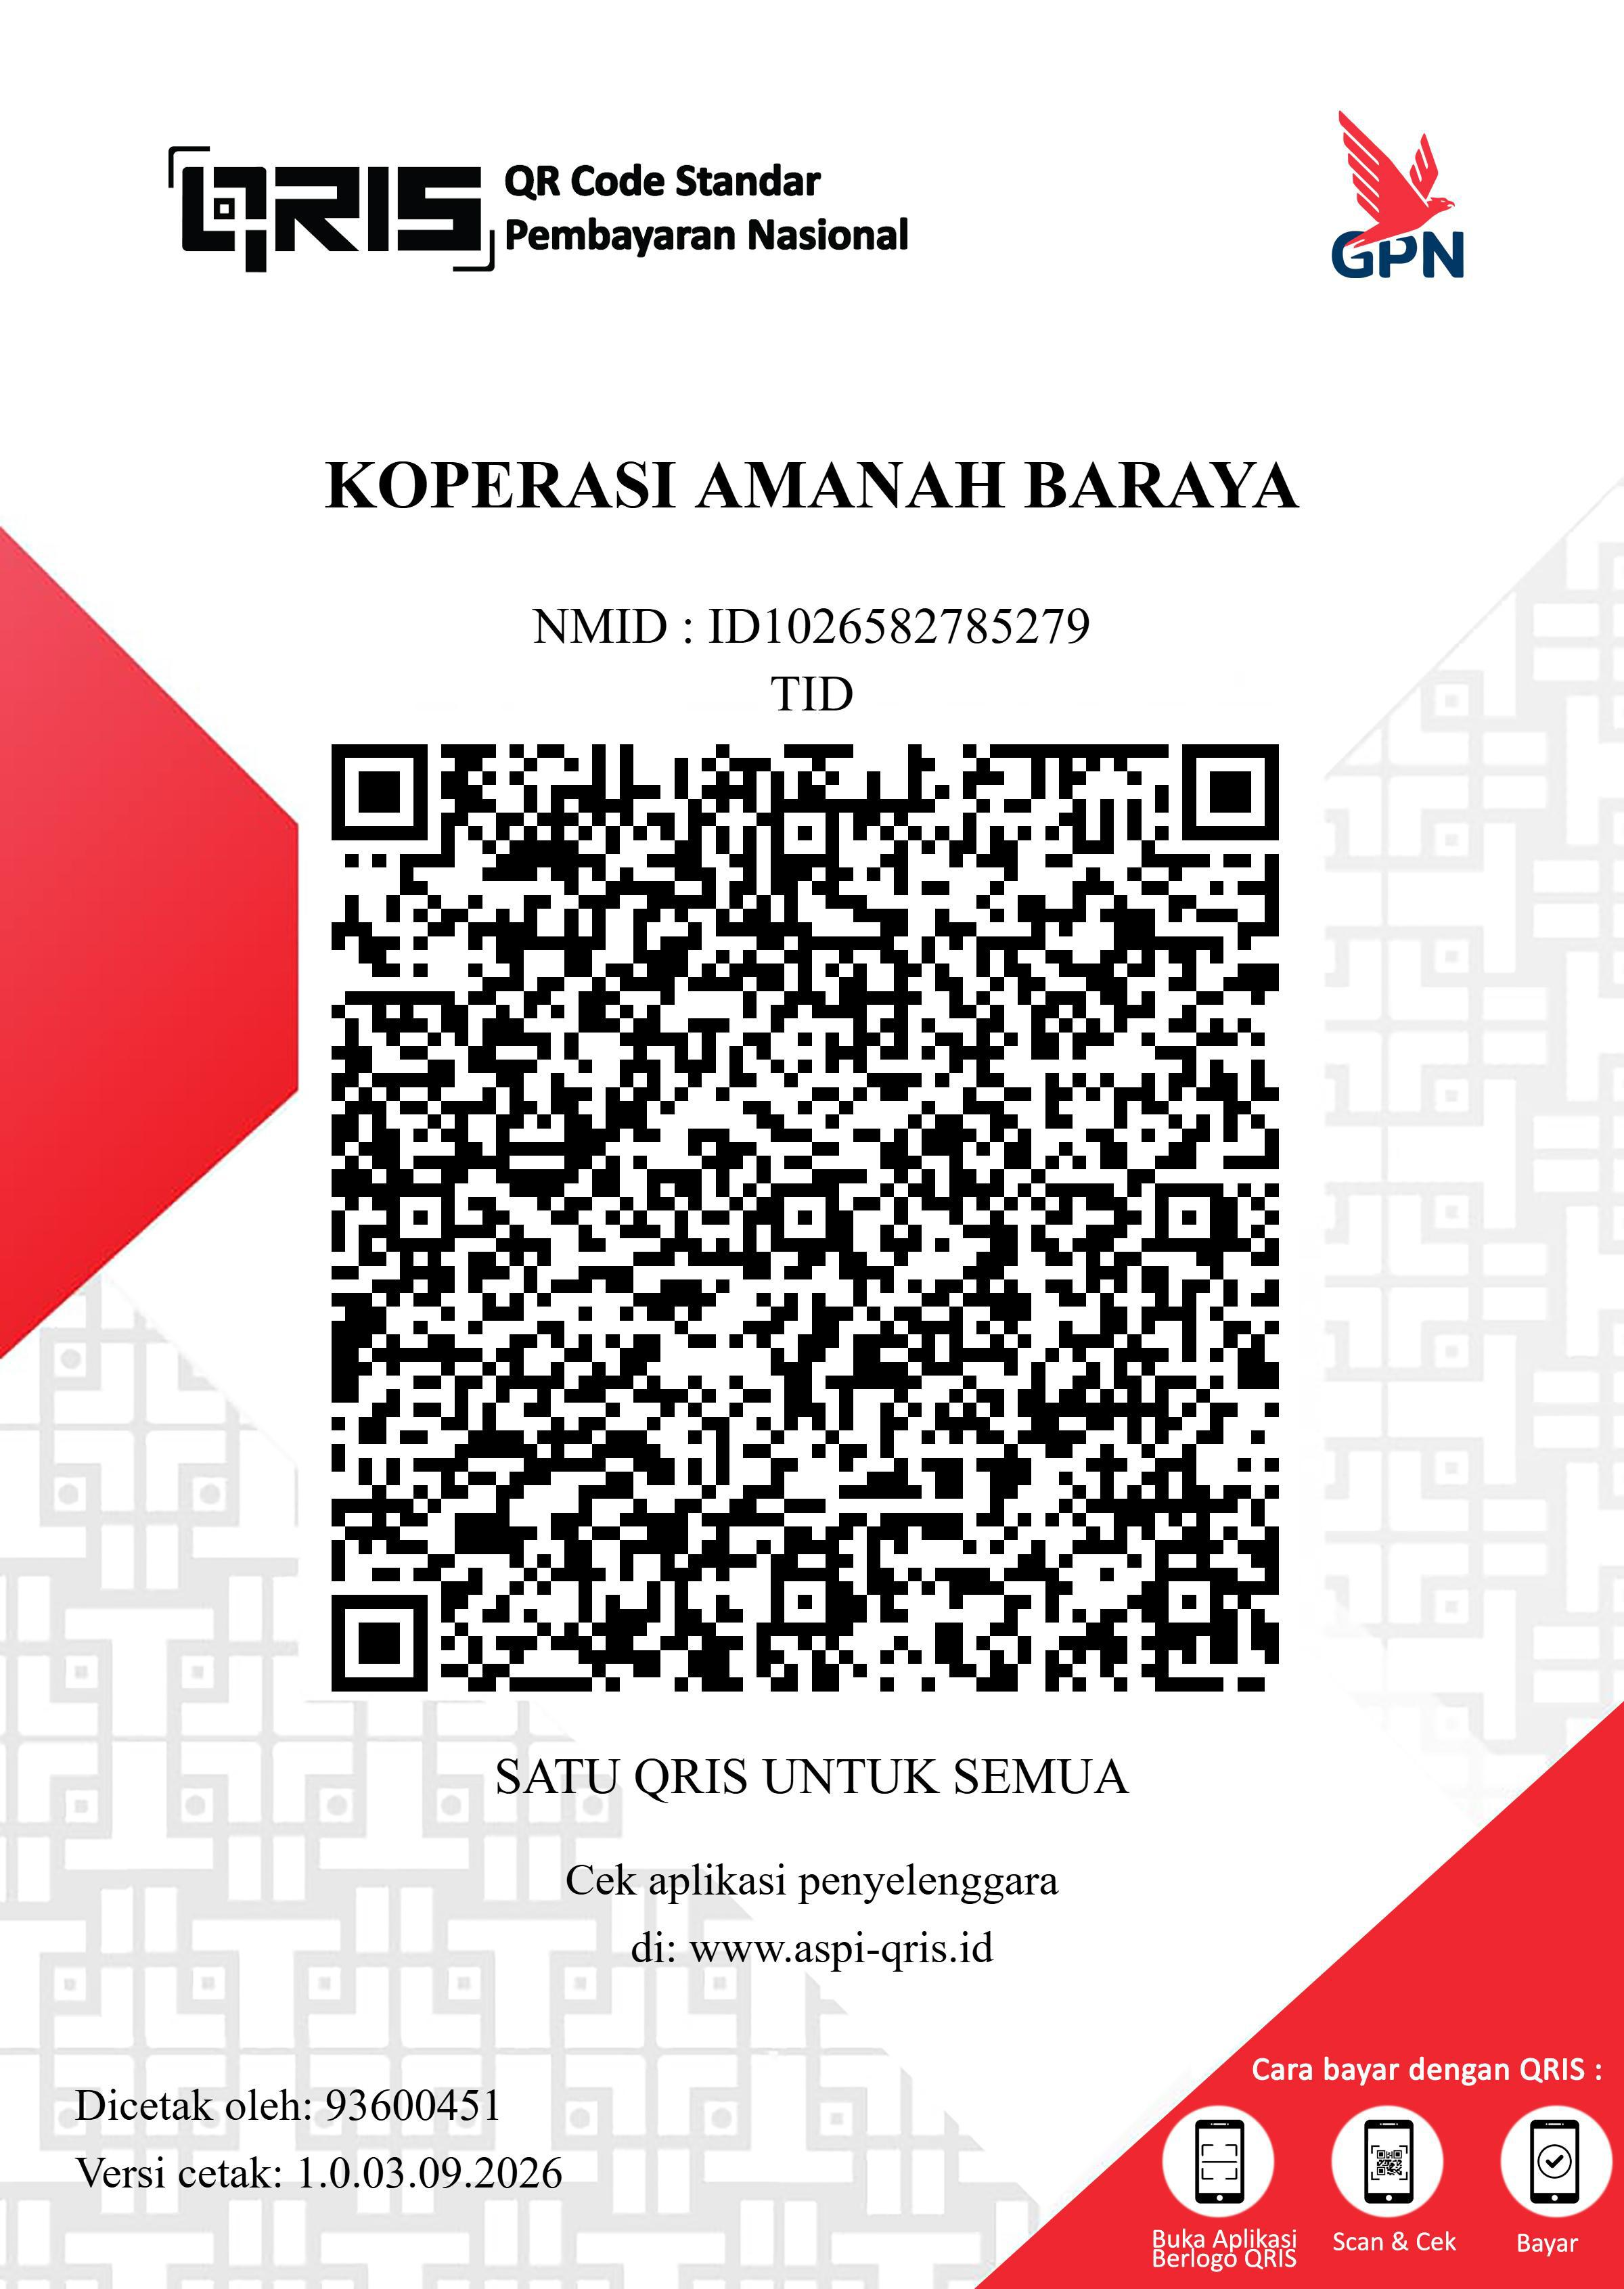 QRIS
QR Code Standar
Pembayaran Nasional
GPN
KOPERASI AMANAH BARAYA
NMID : ID1026582785279
TID
SATU QRIS UNTUK SEMUA
Cek aplikasi penyelenggara
di: www.aspi-qris.id
Dicetak oleh: 93600451
Versi cetak: 1.0.03.09.2026
Cara bayar dengan QRIS :
Buka Aplikasi
Berlogo QRIS
Scan & Cek
Bayar